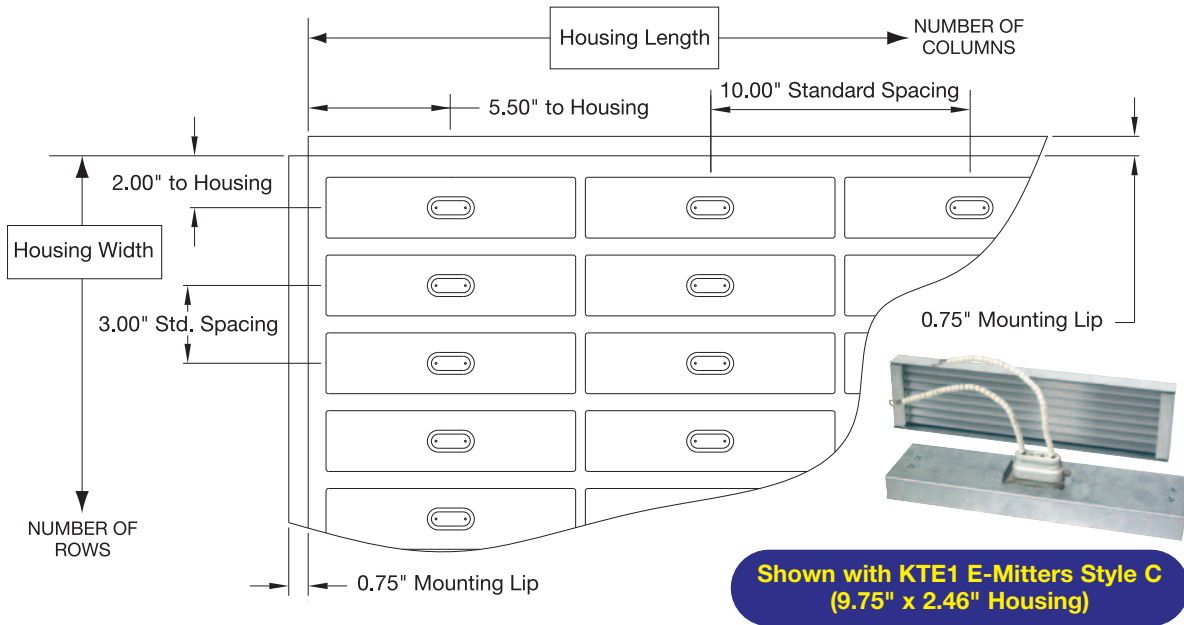 Housing Length
NUMBER OF
COLUMNS
5.50" to Housing
10.00" Standard Spacing
2.00" to Housing
Housing Width
3.00" Std. Spacing
0.75" Mounting Lip
NUMBER OF
ROWS
0.75" Mounting Lip
Shown with KTE1 E-Mitters Style C
(9.75" x 2.46" Housing)